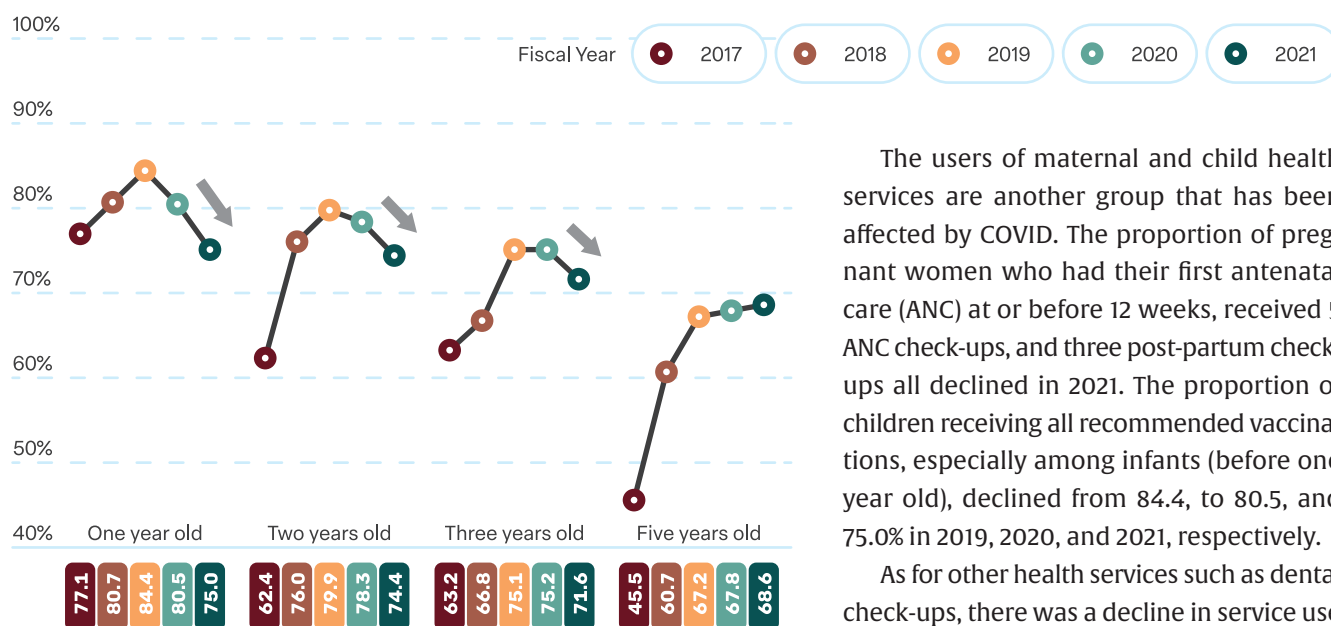 100%
Fiscal Year 2017 2018 2019 2020 2021
90%
80%
70%
60%
50%
40%
One year old Two years old Three years old Five years old
77.1 80.7 84.4 80.5 75.0 62.4 76.0 79.9 78.3 74.4 63.2 66.8 75.1 75.2 71.6 45.5 60.7 67.2 67.8 68.6
The users of maternal and child health
services are another group that has been
affected by COVID. The proportion of preg
nant women who had their first antenata
care (ANC) at or before 12 weeks, received
ANC check-ups, and three post-partum check
ups all declined in 2021. The proportion o
children receiving all recommended vaccina
tions, especially among infants (before one
year old), declined from 84.4, to 80.5, and
75.0% in 2019, 2020, and 2021, respectively.
As for other health services such as denta
check-ups, there was a decline in service use